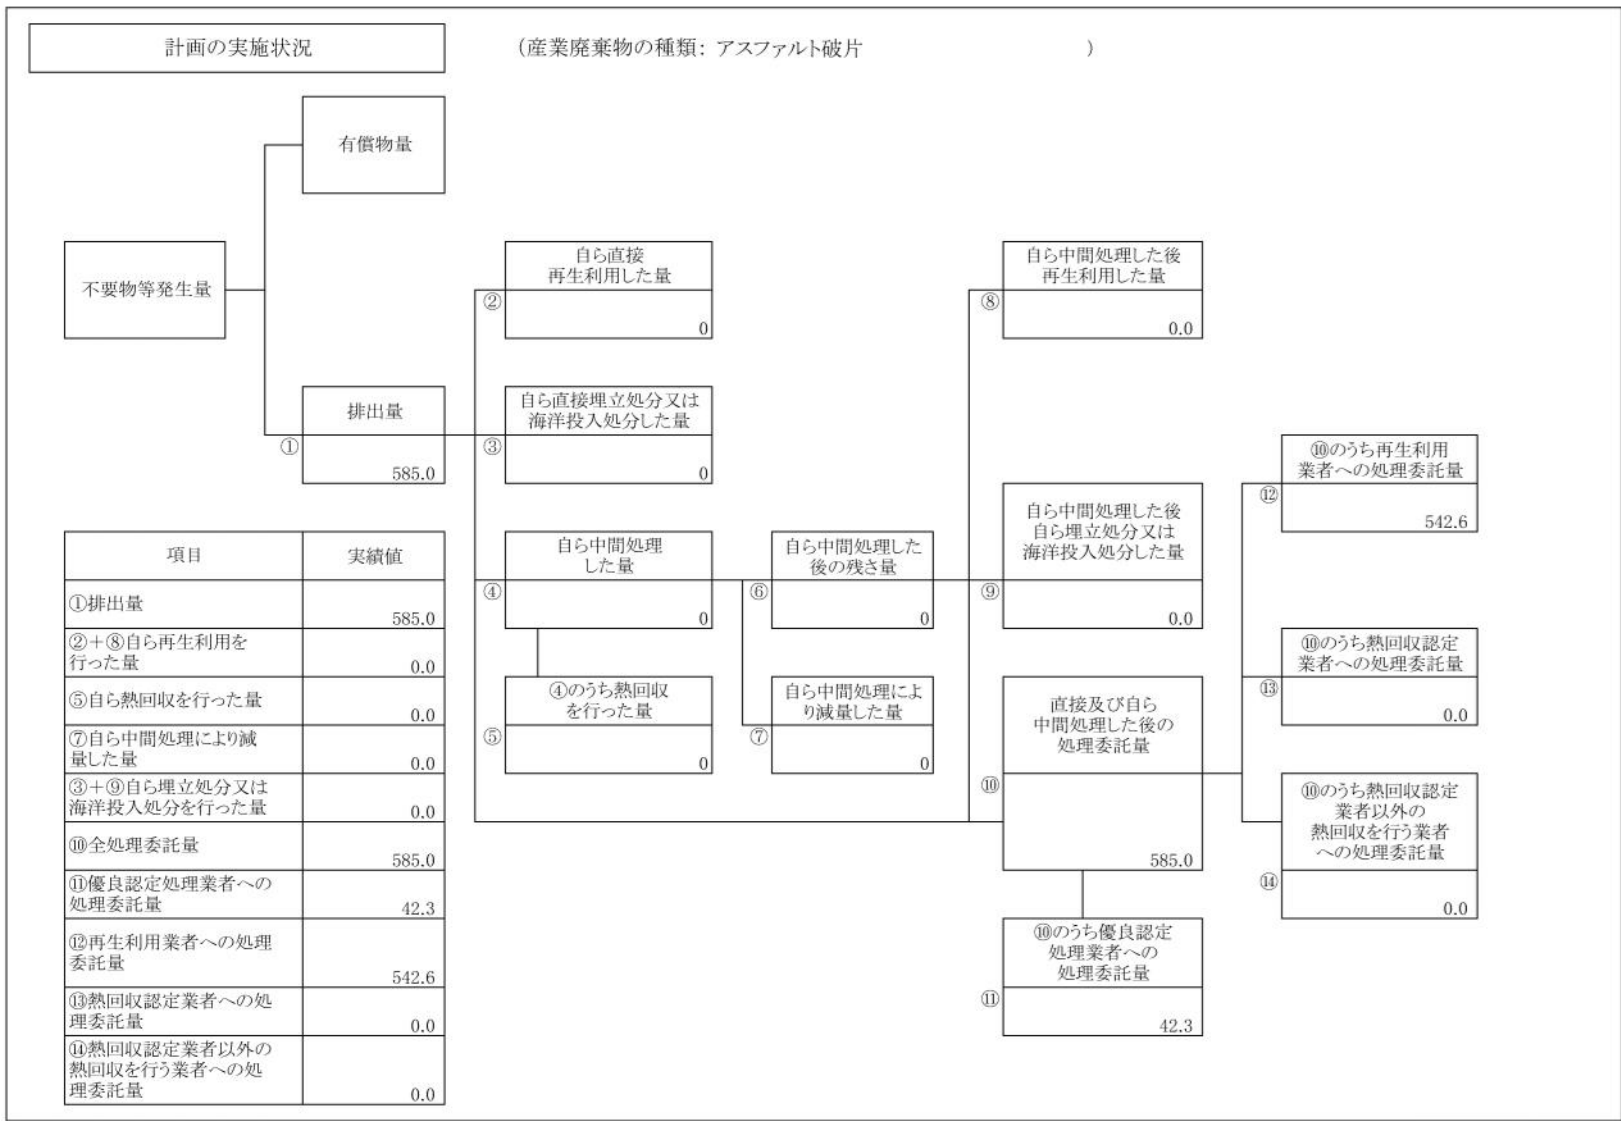 計画の実施状況
(産業廃棄物の種類: アスファルト破片 )
有償物量
不要物等発生量
自ら直接
再生利用した量
②
0
自ら中間処理した後
再生利用した量
⑧
0.0
排出量
①
585.0
自ら直接埋立処分又は
海洋投入処分した量
③
0
⑩のうち再生利用
業者への処理委託量
⑫
542.6
自ら中間処理した後
自ら埋立処分又は
海洋投入処分した量
⑨
0.0
自ら中間処理
した量
④
0
自ら中間処理した
後の残さ量
⑥
0
⑩のうち熱回収認定
業者への処理委託量
⑬
0.0
④のうち熱回収
を行った量
⑤
0
自ら中間処理によ
り減量した量
⑦
0
直接及び自ら
中間処理した後の
処理委託量
⑩
585.0
⑩のうち熱回収認定
業者以外の
熱回収を行う業者
への処理委託量
⑭
0.0
⑩のうち優良認定
処理業者への
処理委託量
⑪
42.3
項目 実績値
①排出量
585.0
②+⑧自ら再生利用を
行った量
0.0
⑤自ら熱回収を行った量
0.0
⑦自ら中間処理により減
量した量
0.0
③+⑨自ら埋立処分又は
海洋投入処分を行った量
0.0
⑩全処理委託量
585.0
⑪優良認定処理業者への
処理委託量
42.3
⑫再生利用業者への処理
委託量
542.6
⑬熱回収認定業者への処
理委託量
0.0
⑭熱回収認定業者以外の
熱回収を行う業者への処
理委託量
0.0